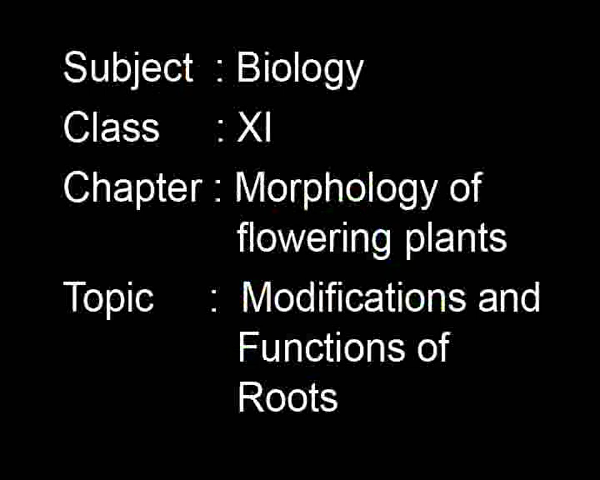 Subject : Biology
Class : XI
Chapter : Morphology of
flowering plants
Topic : Modifications and
Functions of
Roots